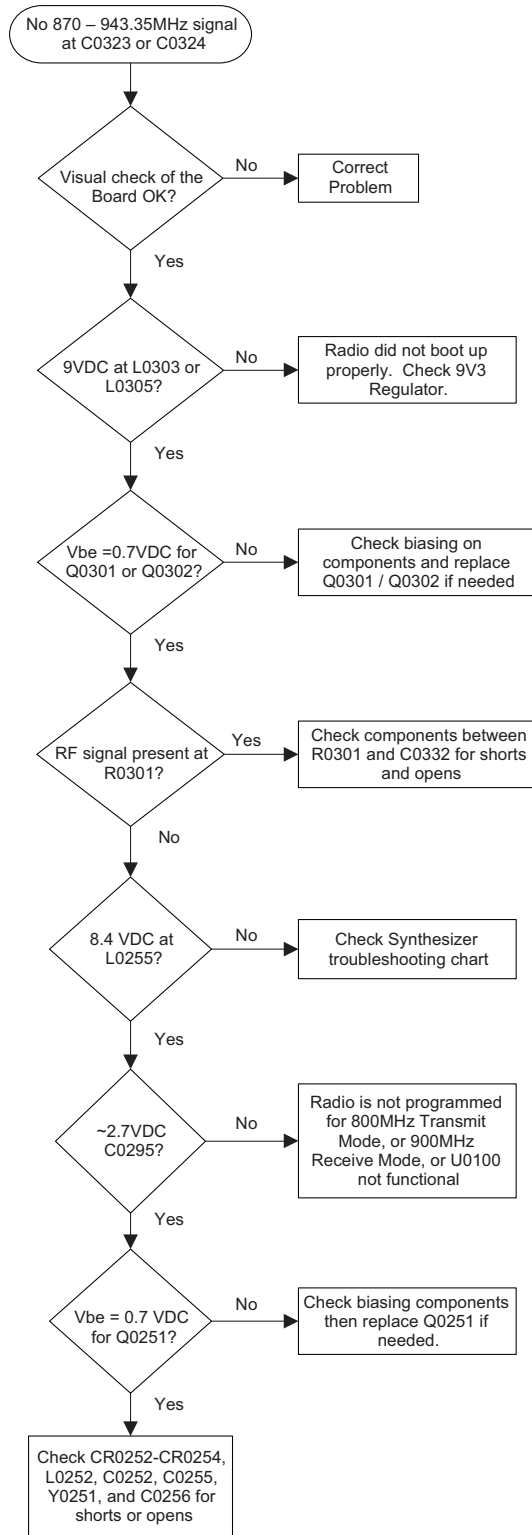 No 870 – 943.35MHz signal
at C0323 or C0324
Visual check of the
Board OK?
No
Correct
Problem
Yes
9VDC at L0303 or
L0305?
No
Radio did not boot up
properly. Check 9V3
Regulator.
Yes
Vbe =0.7VDC for
Q0301 or Q0302?
No
Check biasing on
components and replace
Q0301 / Q0302 if needed
Yes
RF signal present at
R0301?
Yes
Check components between
R0301 and C0332 for shorts
and opens
No
8.4 VDC at
L0255?
No
Check Synthesizer
troubleshooting chart
Yes
~2.7VDC
C0295?
No
Radio is not programmed
for 800MHz Transmit
Mode, or 900MHz
Receive Mode, or U0100
not functional
Yes
Vbe = 0.7 VDC
for Q0251?
No
Check biasing components
then replace Q0251 if
needed.
Yes
Check CR0252-CR0254,
L0252, C0252, C0255,
Y0251, and C0256 for
shorts or opens